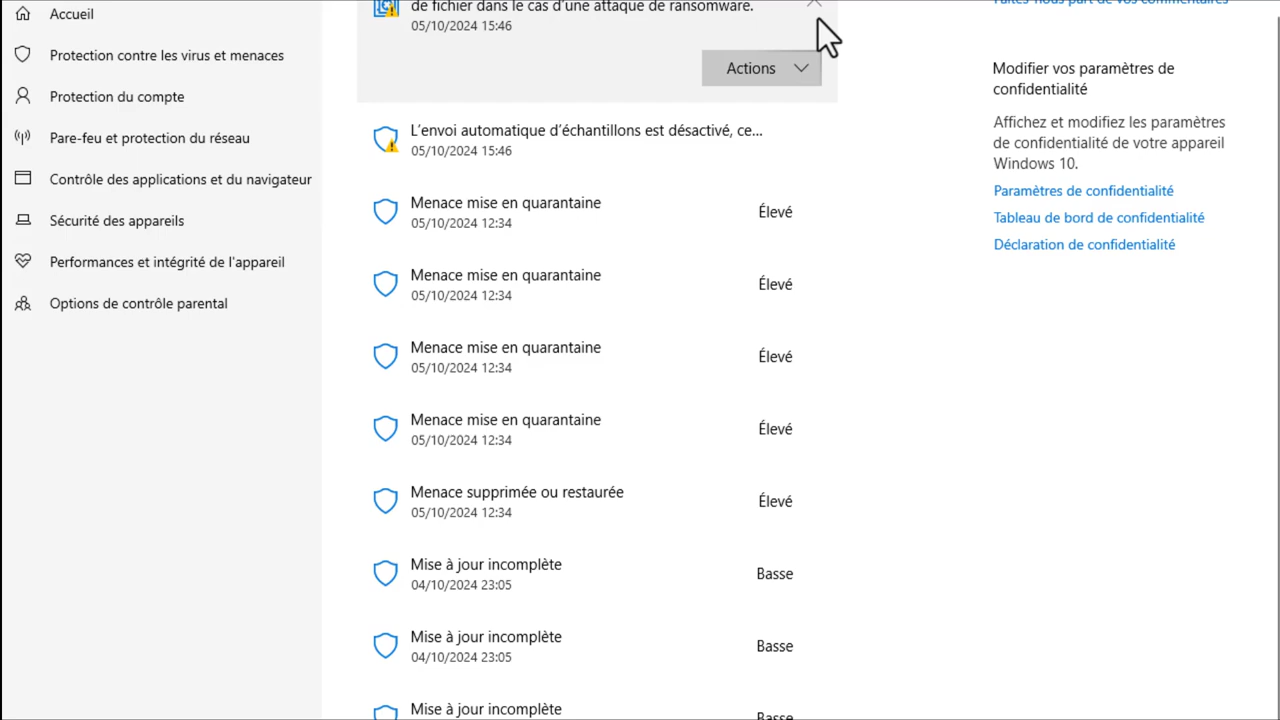 Accueil
Protection contre les virus et menaces
Protection du compte
Pare-feu et protection du réseau
Contrôle des applications et du navigateur
Sécurité des appareils
Performances et intégrité de l'appareil
Options de contrôle parental
de fichier dans le cas d'une attaque de ransomware.
05/10/2024 15:46
Actions
L'envoi automatique d'échantillons est désactivé, ce...
05/10/2024 15:46
Menace mise en quarantaine
05/10/2024 12:34
Élevé
Menace mise en quarantaine
05/10/2024 12:34
Élevé
Menace mise en quarantaine
05/10/2024 12:34
Élevé
Menace mise en quarantaine
05/10/2024 12:34
Élevé
Menace supprimée ou restaurée
05/10/2024 12:34
Élevé
Mise à jour incomplète
04/10/2024 23:05
Basse
Mise à jour incomplète
04/10/2024 23:05
Basse
Mise à jour incomplète
Basse
Faites-nous part de vos commentaires
Modifier vos paramètres de
confidentialité
Affichez et modifiez les paramètres
de confidentialité de votre appareil
Windows 10.
Paramètres de confidentialité
Tableau de bord de confidentialité
Déclaration de confidentialité